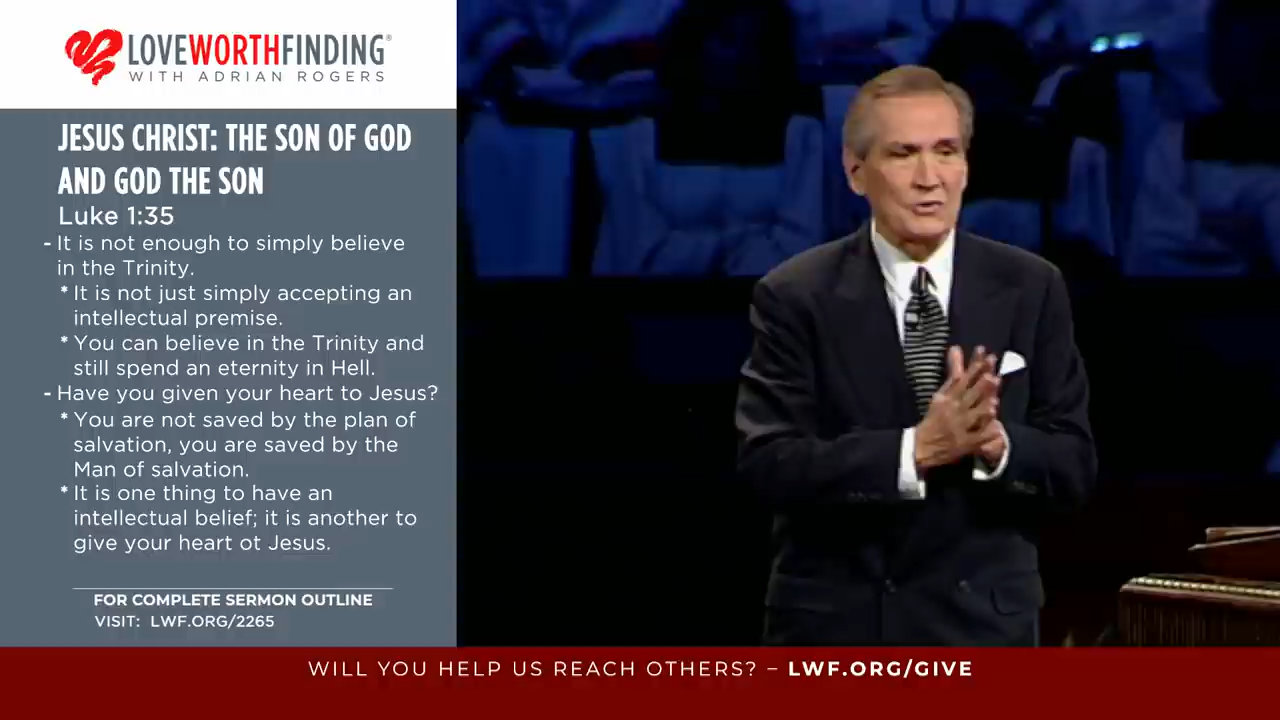 LOVEWORTHFINDING®
WITH ADRIAN ROGERS
JESUS CHRIST: THE SON OF GOD
AND GOD THE SON
Luke 1:35
- It is not enough to simply believe
in the Trinity.
* It is not just simply accepting an
intellectual premise.
* You can believe in the Trinity and
still spend an eternity in Hell.
- Have you given your heart to Jesus?
* You are not saved by the plan of
salvation, you are saved by the
Man of salvation.
* It is one thing to have an
intellectual belief; it is another to
give your heart ot Jesus.
FOR COMPLETE SERMON OUTLINE
VISIT: LWF.ORG/2265
WILL YOU HELP US REACH OTHERS? – LWF.ORG/GIVE